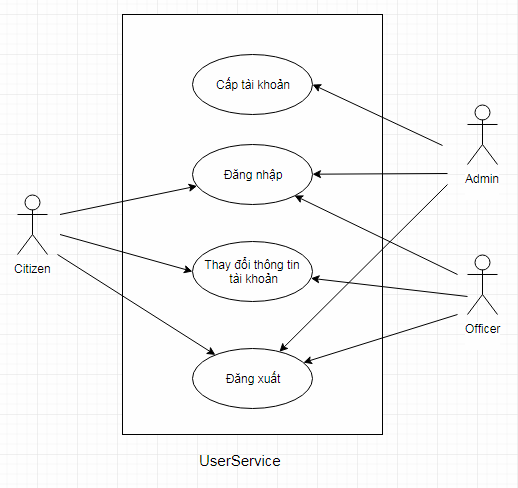 Cấp tài khoản
Admin
Đăng nhập
Citizen
Thay đổi thông tin
tài khoản
Officer
Đăng xuất
UserService